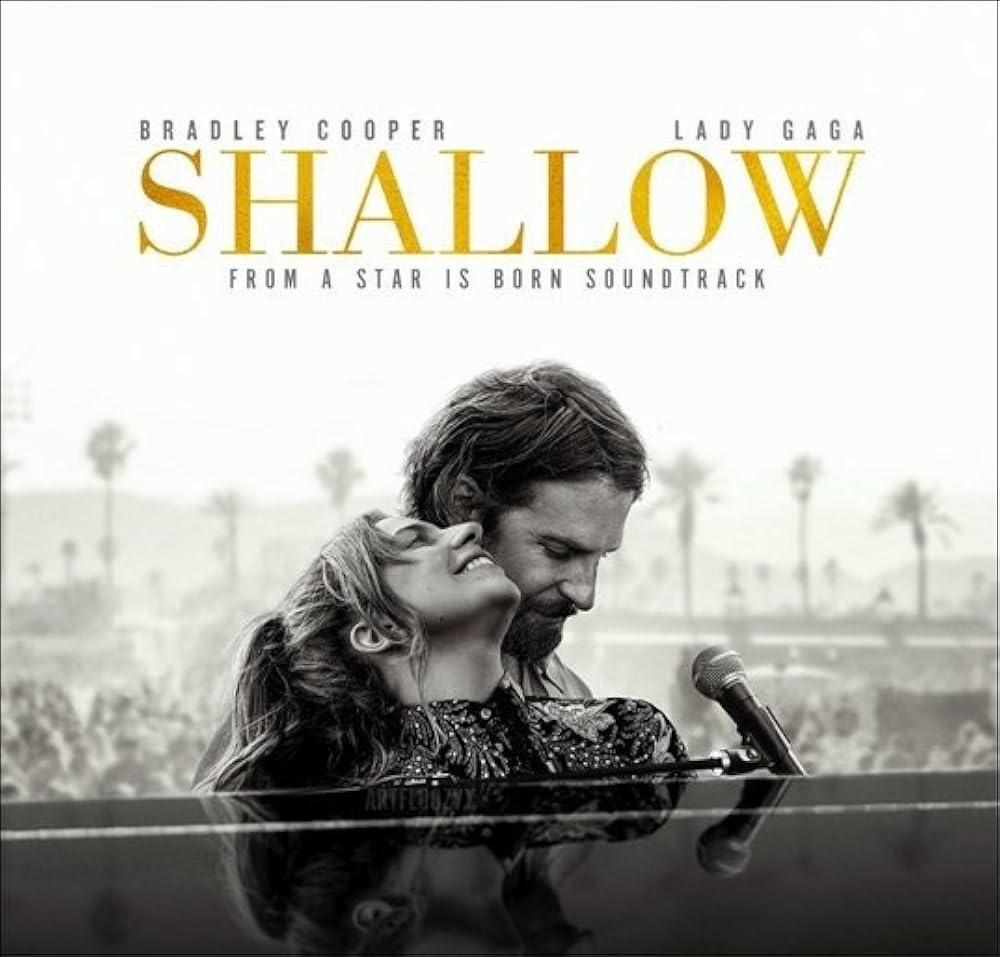 BRADLEY COOPER LADY GAGA
SHALLOW
FROM A STAR IS BORN SOUNDTRACK